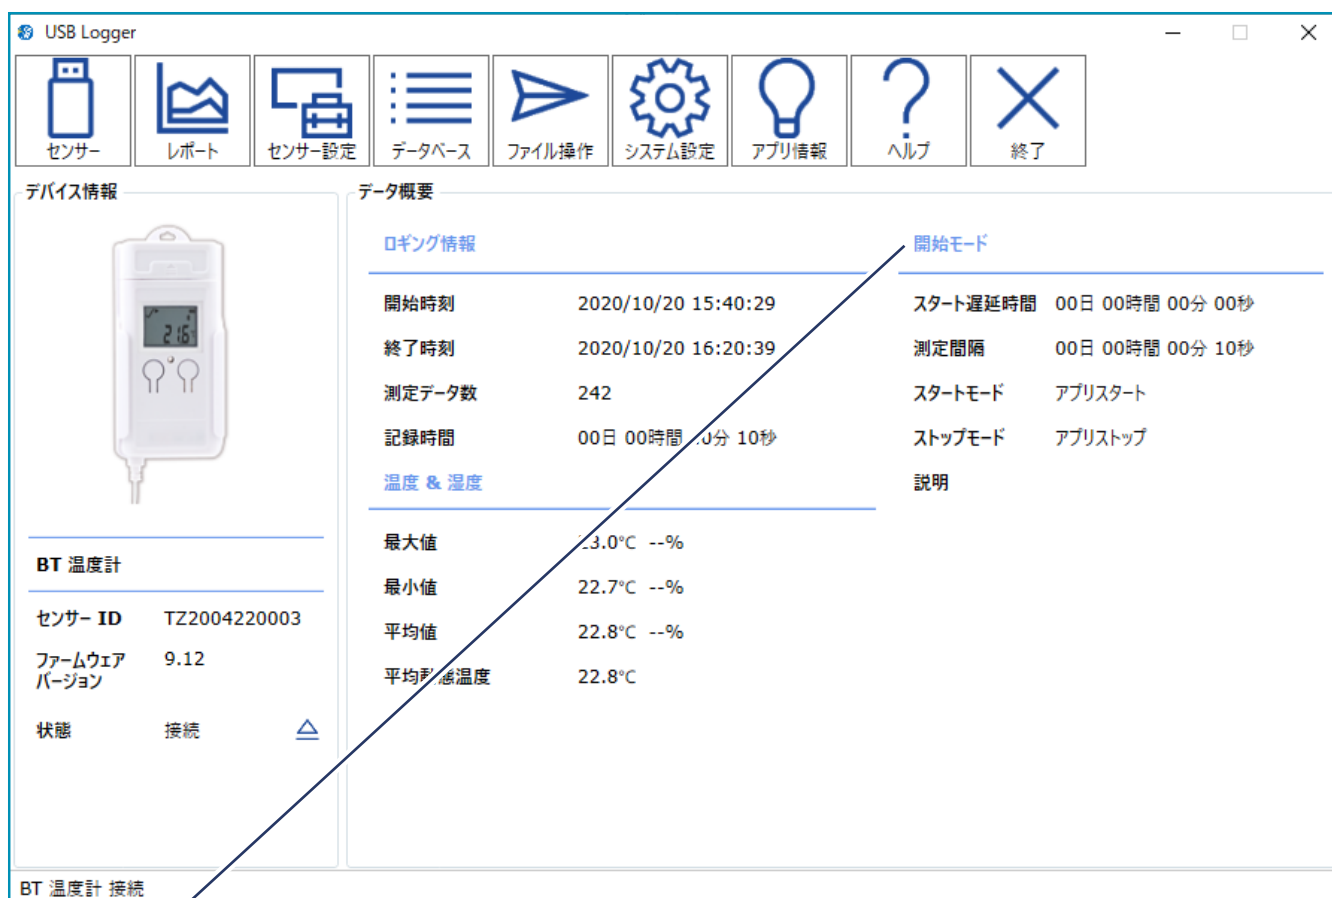 USB Logger
センサー
レポート
センサー設定
データベース
ファイル操作
システム設定
アプリ情報
ヘルプ
終了
デバイス情報
21.6
BT 温度計
センサー ID TZ2004220003
ファームウェア 9.12
バージョン
状態 接続
データ概要
ロギング情報
開始時刻 2020/10/20 15:40:29
終了時刻 2020/10/20 16:20:39
測定データ数 242
記録時間 00日 00時間 分 10秒
温度 & 湿度
最大値 3.0℃ --%
最小値 22.7℃ --%
平均値 22.8℃ --%
平均動態温度 22.8℃
開始モード
スタート遅延時間 00日 00時間 00分 00秒
測定間隔 00日 00時間 00分 10秒
スタートモード アプリスタート
ストップモード アプリストップ
説明
BT 温度計 接続